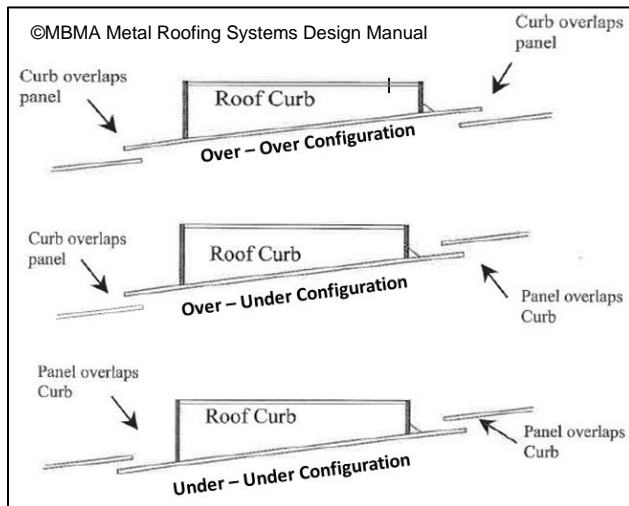 ©MBMA Metal Roofing Systems Design Manual
Curb overlaps
panel
Curb overlaps
panel
Roof Curb
Over – Over Configuration
Curb overlaps
panel
Roof Curb
Over – Under Configuration
Panel overlaps
Curb
Panel overlaps
Curb
Roof Curb
Panel overlaps
Curb
Under – Under Configuration